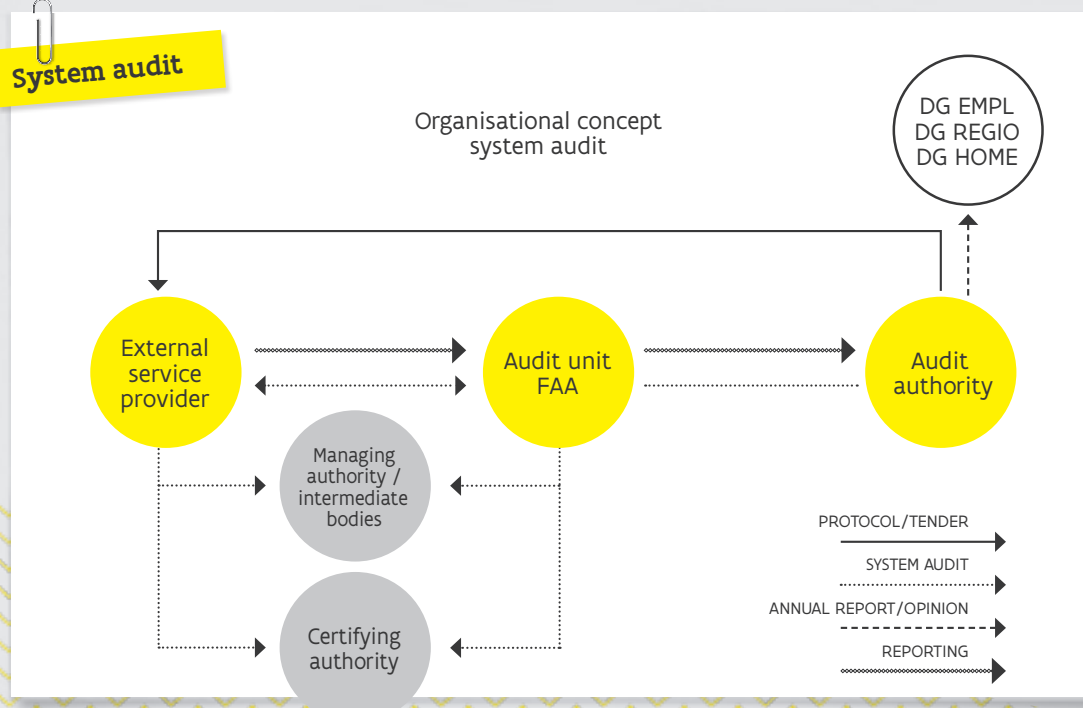 System audit
Organisational concept
system audit
DG EMPL
DG REGIO
DG HOME
External
service
provider
Audit unit
FAA
Audit
authority
Managing
authority /
intermediate
bodies
Certifying
authority
PROTOCOL/TENDER
SYSTEM AUDIT
ANNUAL REPORT/OPINION
REPORTING